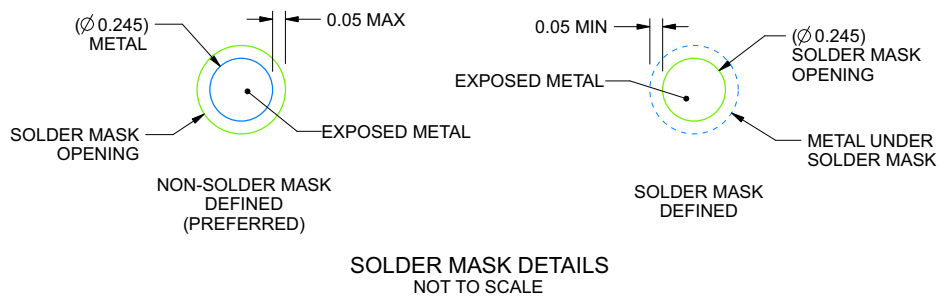 (Ø 0.245)
METAL
0.05 MAX
SOLDER MASK
OPENING
EXPOSED METAL
NON-SOLDER MASK
DEFINED
(PREFERRED)
0.05 MIN
(Ø 0.245)
SOLDER MASK
OPENING
EXPOSED METAL
METAL UNDER
SOLDER MASK
SOLDER MASK
DEFINED
SOLDER MASK DETAILS
NOT TO SCALE